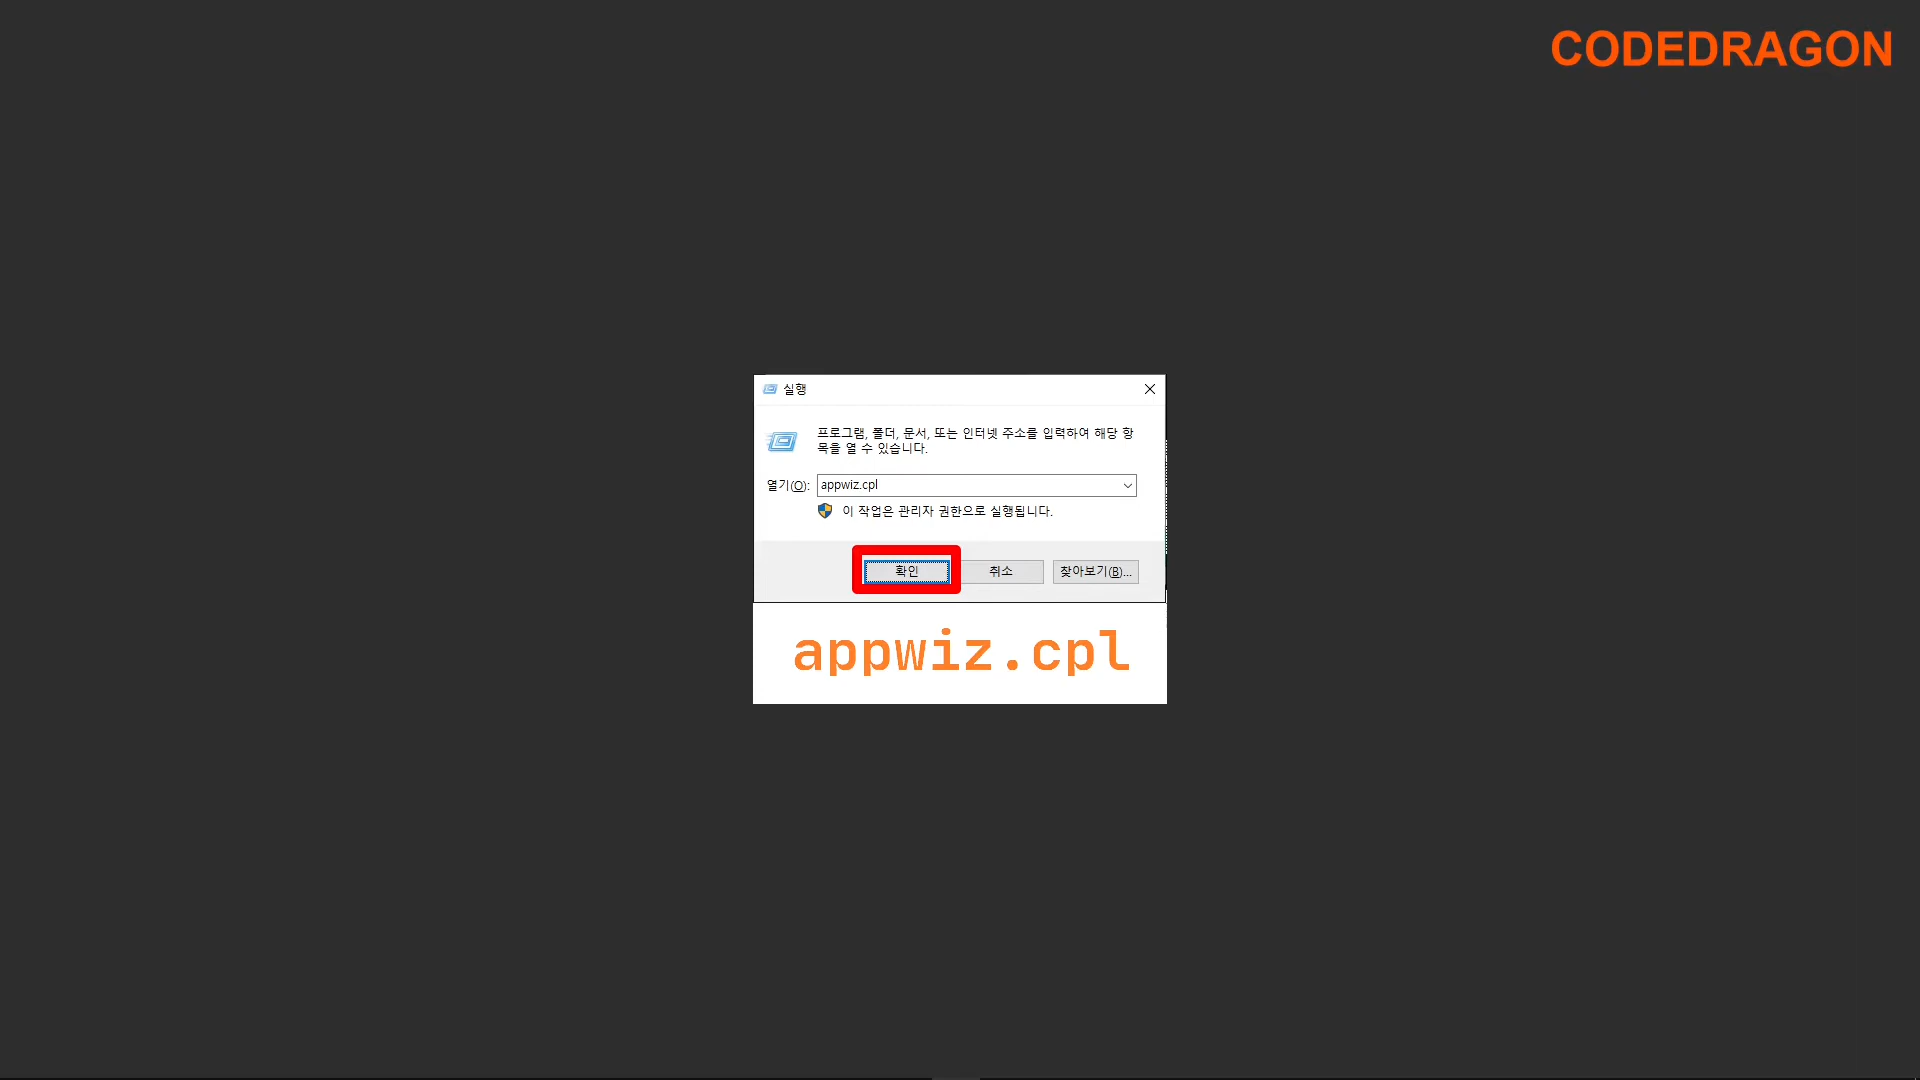 CODEDRAGON
실행
프로그램, 폴더, 문서, 또는 인터넷 주소를 입력하여 해당 항
목을 열 수 있습니다.
열기(O): appwiz.cpl
이 작업은 관리자 권한으로 실행됩니다.
확인 취소 찾아보기(B)...
appwiz.cpl